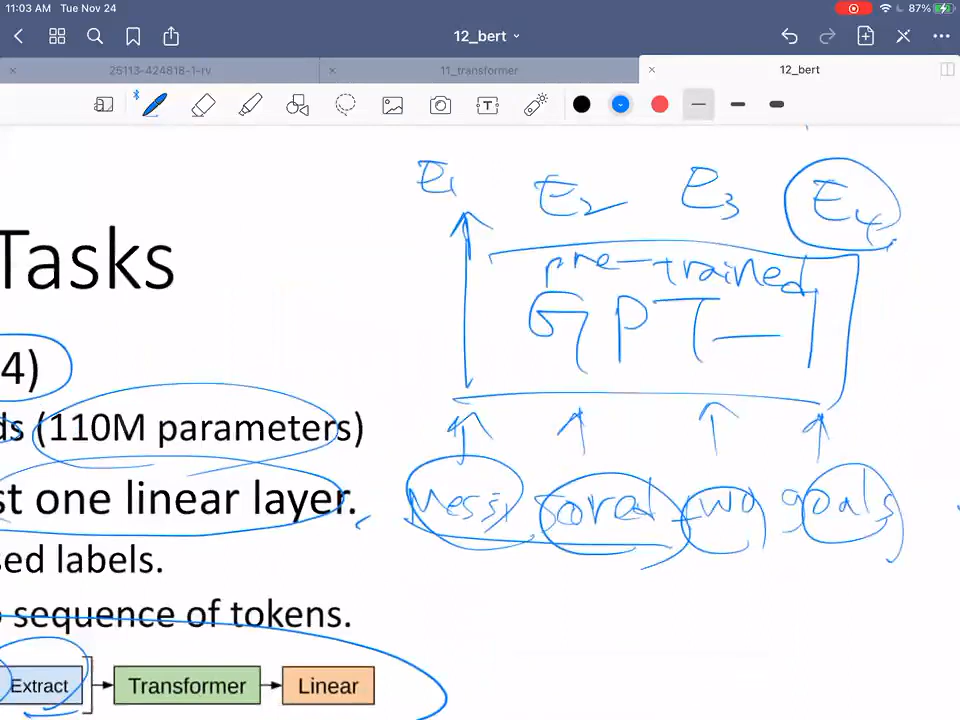 11:03 AM Tue Nov 24
87%
12_bert
25113-424818-1-rv
11_transformer
12_bert
T
E1 E2 E3 E4
Tasks
pre-trained
GPT-1
4)
ds (110M parameters)
st one linear layer.
Messi scored two goals
sed labels.
sequence of tokens.
Extract
Transformer
Linear